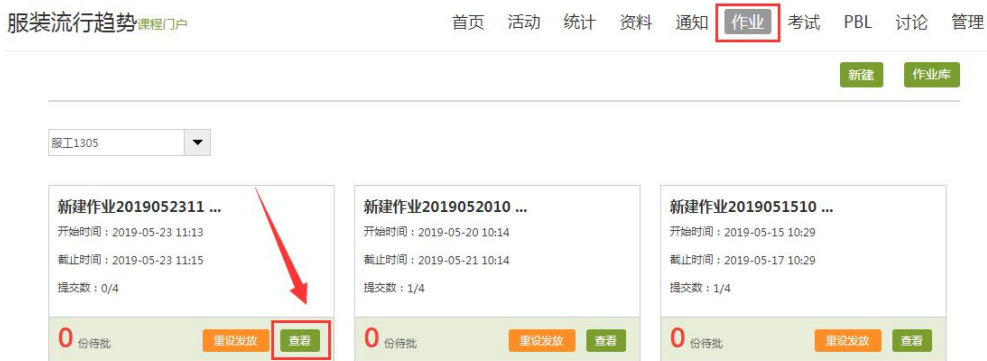 服装流行趋势课程门户
首页 活动 统计 资料 通知 作业 考试 PBL 讨论 管理
新建 作业库
服工1305
新建作业2019052311 ...
开始时间：2019-05-23 11:13
截止时间：2019-05-23 11:15
提交数：0/4
0 份待批 重设发放 查看
新建作业2019052010 ...
开始时间：2019-05-20 10:14
截止时间：2019-05-21 10:14
提交数：1/4
0 份待批 重设发放 查看
新建作业2019051510 ...
开始时间：2019-05-15 10:29
截止时间：2019-05-17 10:29
提交数：1/4
0 份待批 重设发放 查看